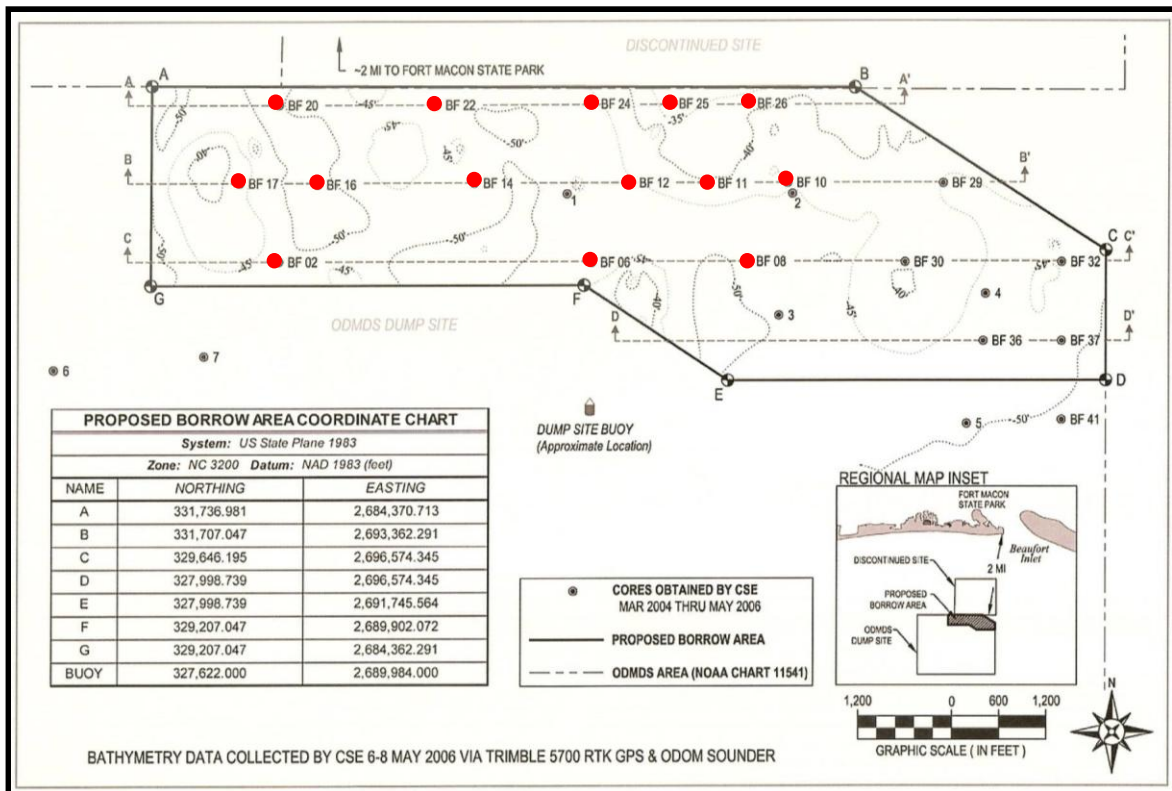 DISCONTINUED SITE
~2 MI TO FORT MACON STATE PARK
A
B
A
A'
-50'
-45'
BF 20
BF 22
BF 24
BF 25
BF 26
-35'
-45'
-50'
-45'
-40'
-40'
B
B'
BF 17
BF 16
BF 14
BF 12
BF 11
BF 10
BF 29
1
2
-50'
-50'
C
C
C'
-50'
-45'
BF 02
-45'
BF 06
-45'
BF 08
BF 30
BF 32
-45'
G
F
-40'
-50'
-40'
-45'
4
3
ODMDS DUMP SITE
D
D'
BF 36
BF 37
7
6
E
D
DUMP SITE BUOY
(Approximate Location)
5
-50'
BF 41
PROPOSED BORROW AREA COORDINATE CHART
System: US State Plane 1983
Zone: NC 3200 Datum: NAD 1983 (feet)
NAME NORTHING EASTING
A 331,736.981 2,684,370.713
B 331,707.047 2,693,362.291
C 329,646.195 2,696,574.345
D 327,998.739 2,696,574.345
E 327,998.739 2,691,745.564
F 329,207.047 2,689,902.072
G 329,207.047 2,684,362.291
BUOY 327,622.000 2,689,984.000
CORES OBTAINED BY CSE
MAR 2004 THRU MAY 2006
PROPOSED BORROW AREA
ODMDS AREA (NOAA CHART 11541)
REGIONAL MAP INSET
FORT MACON
STATE PARK
Beaufort
Inlet
2 MI
DISCONTINUED SITE
PROPOSED
BORROW AREA
ODMDS
DUMP SITE
1,200 0 600 1,200
GRAPHIC SCALE ( IN FEET )
N
BATHYMETRY DATA COLLECTED BY CSE 6-8 MAY 2006 VIA TRIMBLE 5700 RTK GPS & ODOM SOUNDER